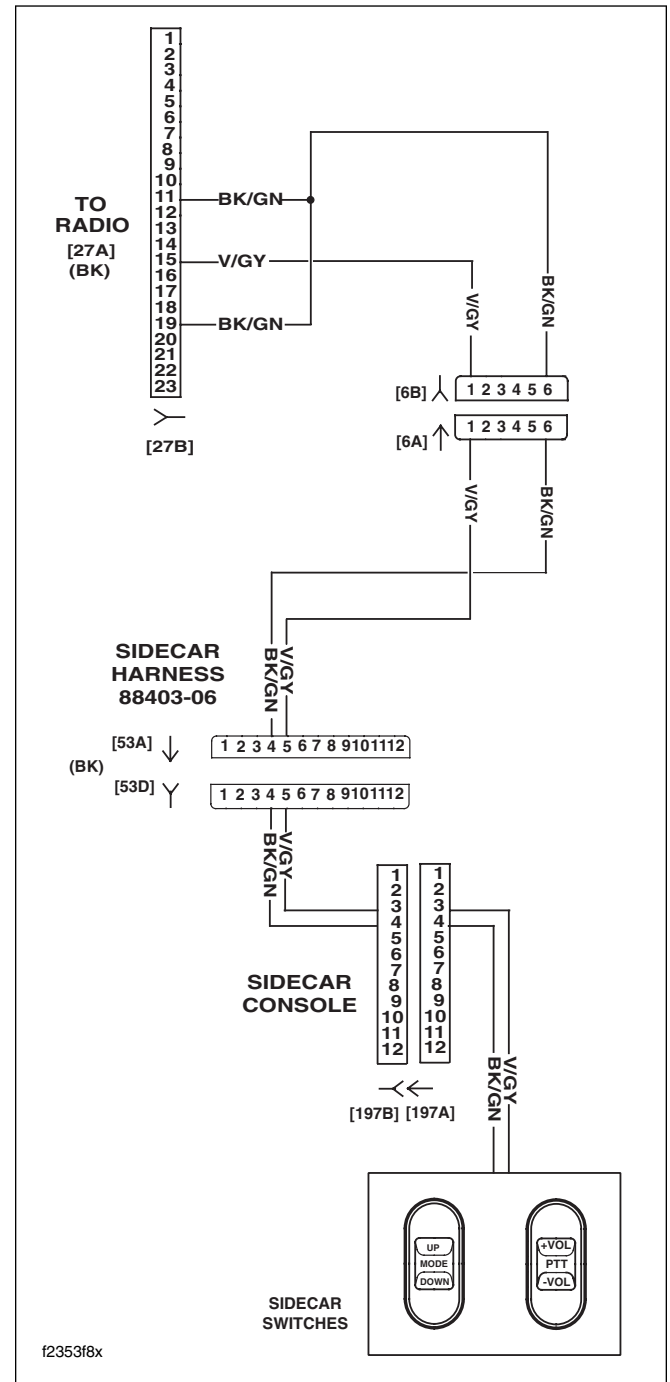 1
2
3
4
5
6
7
8
9
10
11
12
13
14
15
16
17
18
19
20
21
22
23
TO
RADIO
[27A]
(BK)
BK/GN
V/GY
BK/GN
[27B]
V/GY
BK/GN
[6B]
1 2 3 4 5 6
[6A]
1 2 3 4 5 6
V/GY
BK/GN
SIDECAR
HARNESS
88403-06
BK/GN
V/GY
[53A]
1 2 3 4 5 6 7 8 9 10 11 12
(BK)
[53D]
1 2 3 4 5 6 7 8 9 10 11 12
BK/GN
V/GY
1
2
3
4
5
6
7
8
9
10
11
12
1
2
3
4
5
6
7
8
9
10
11
12
SIDECAR
CONSOLE
[197B] [197A]
BK/GN
V/GY
UP
MODE
DOWN
+VOL
PTT
-VOL
SIDECAR
SWITCHES
f2353f8x